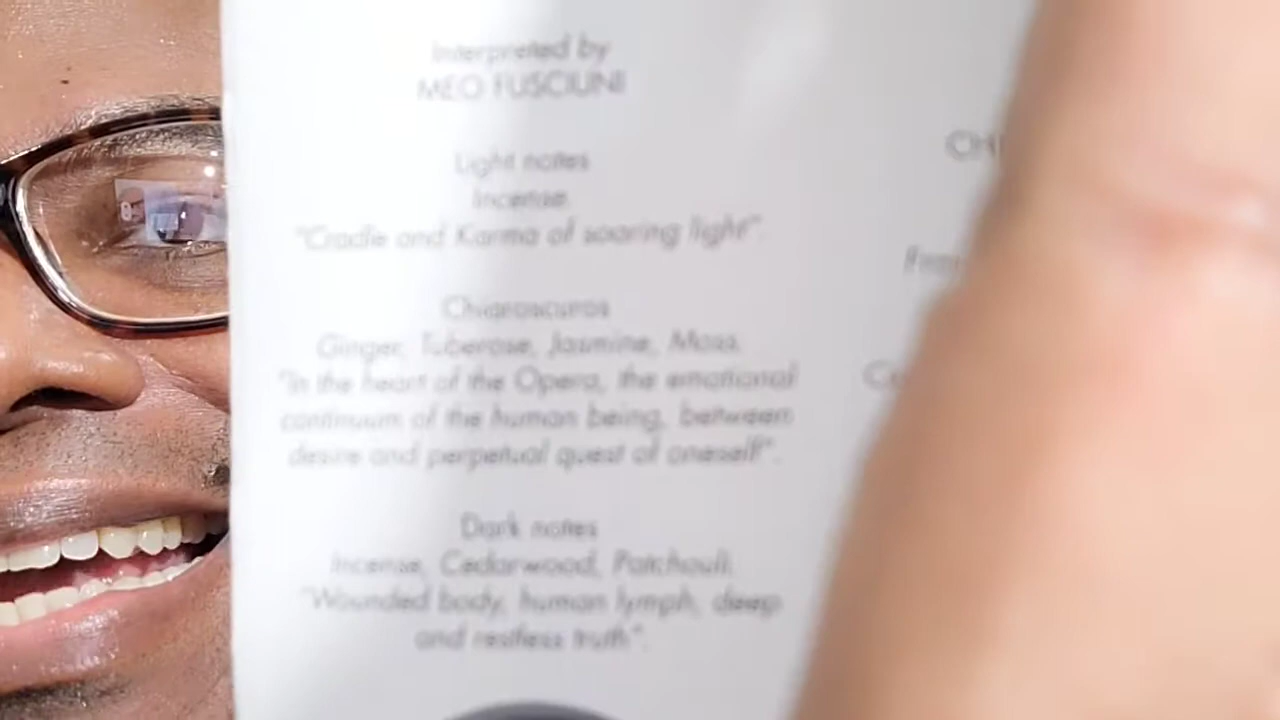 Interpreted by
MEO FUSCIUNI
Light notes
Incense
"Cradle and Karma of soaring light".
Chiaroscuros
Ginger, Tuberose, Jasmine, Moss.
"In the heart of the Opera, the emotional
continuum of the human being, between
desire and perpetual quest of oneself".
Dark notes
Incense, Cedarwood, Patchouli.
"Wounded body, human lymph, deep
and restless truth".